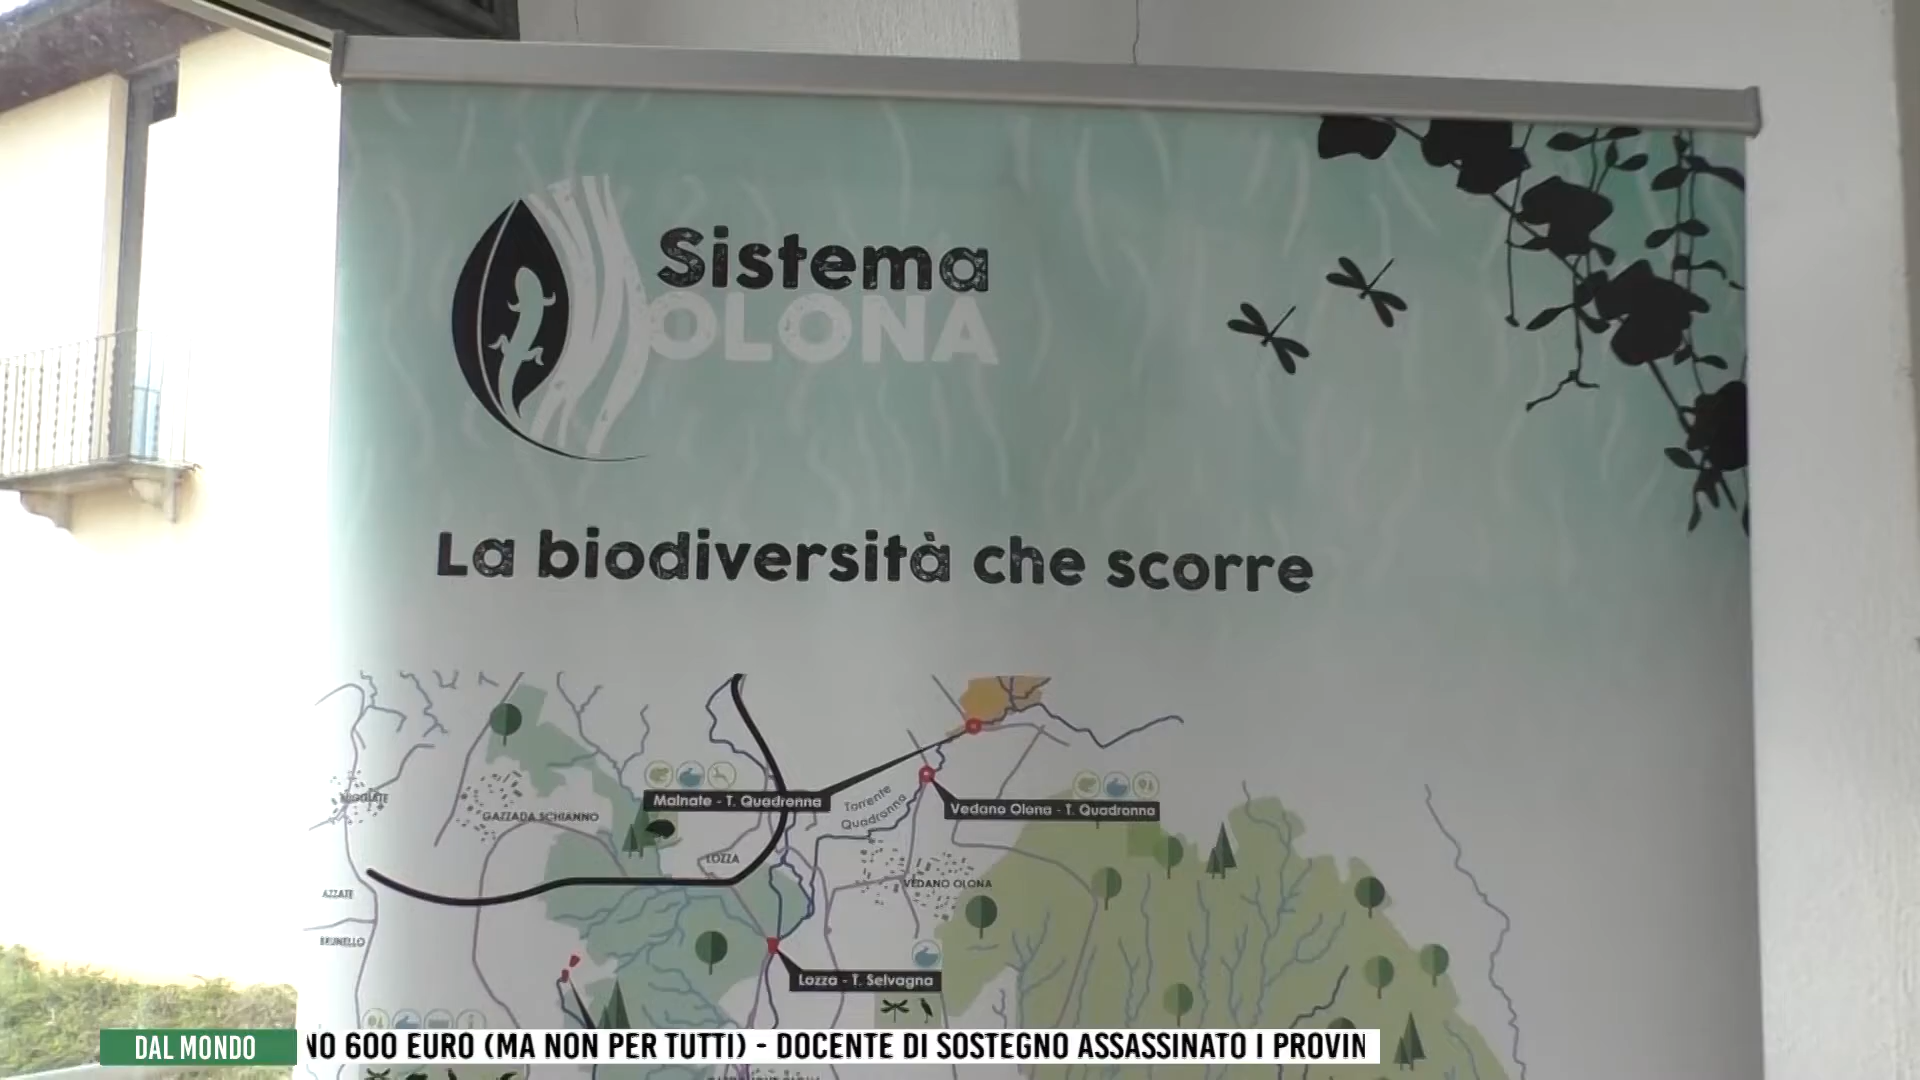 Sistema
OLONA
La biodiversità che scorre
GAZZADA SCHIANNO
Malnate - T. Quadronna
Torrente
Quadronna
Vedano Olona - T. Quadronna
LOZZA
VEDANO OLONA
AZZATE
BRUNELLO
Lozza - T. Selvagna
DAL MONDO
NO 600 EURO (MA NON PER TUTTI) - DOCENTE DI SOSTEGNO ASSASSINATO I PROVIN